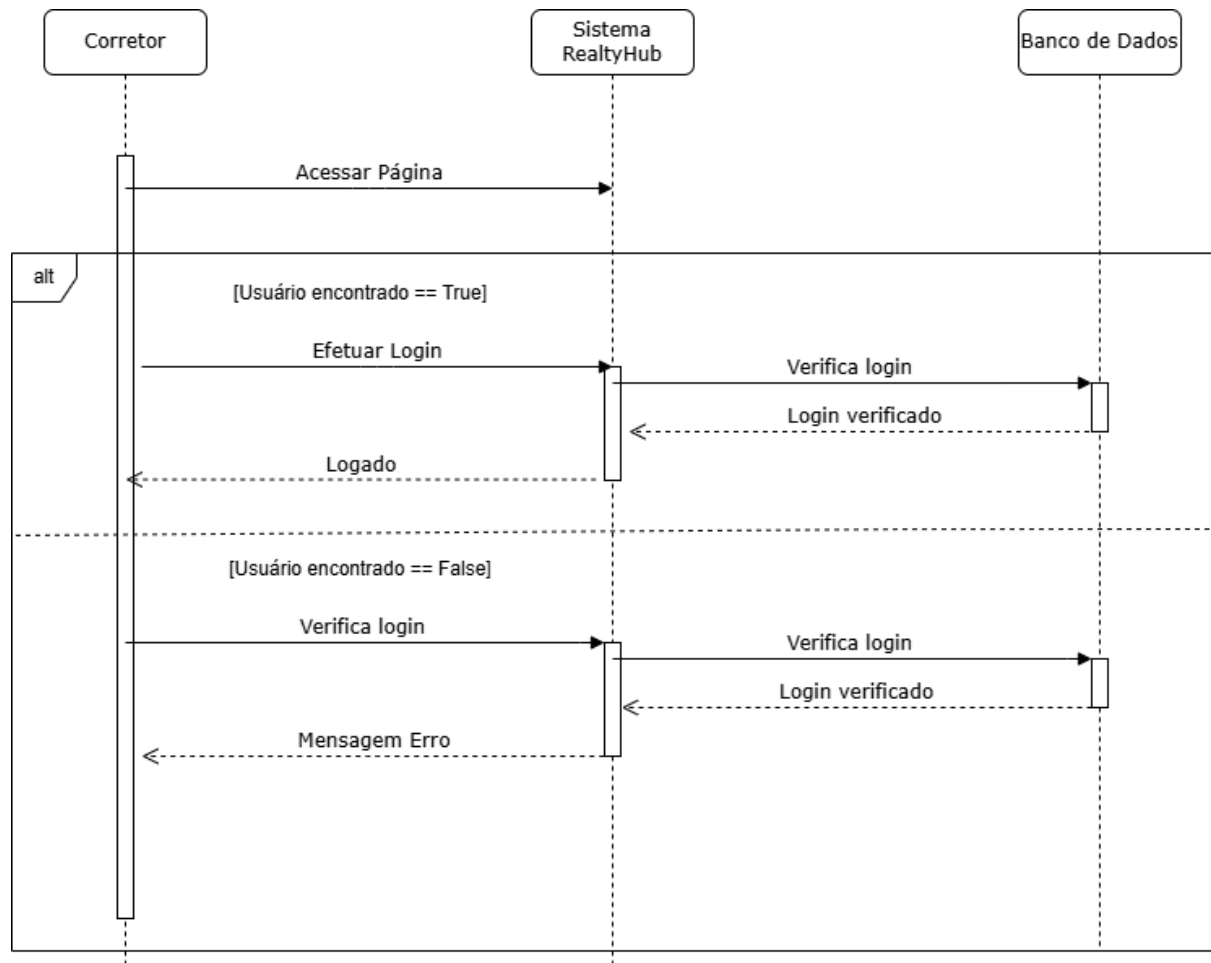 Corretor
Sistema
RealtyHub
Banco de Dados
Acessar Página
alt
[Usuário encontrado == True]
Efetuar Login
Verifica login
Login verificado
Logado
[Usuário encontrado == False]
Verifica login
Verifica login
Login verificado
Mensagem Erro